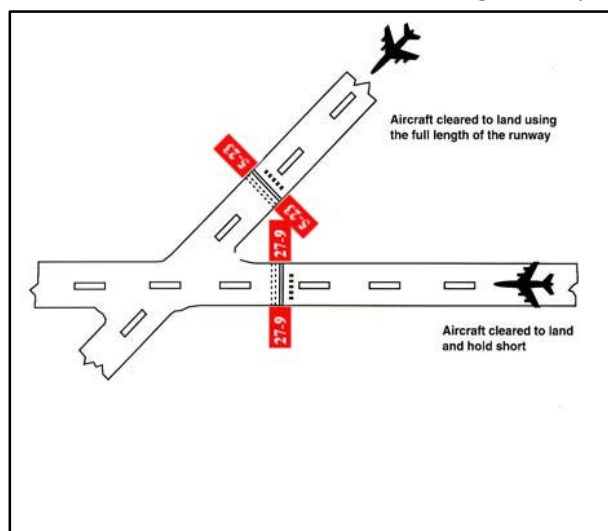 Aircraft cleared to land using
the full length of the runway
5-23
5-23
27-9
27-9
Aircraft cleared to land
and hold short